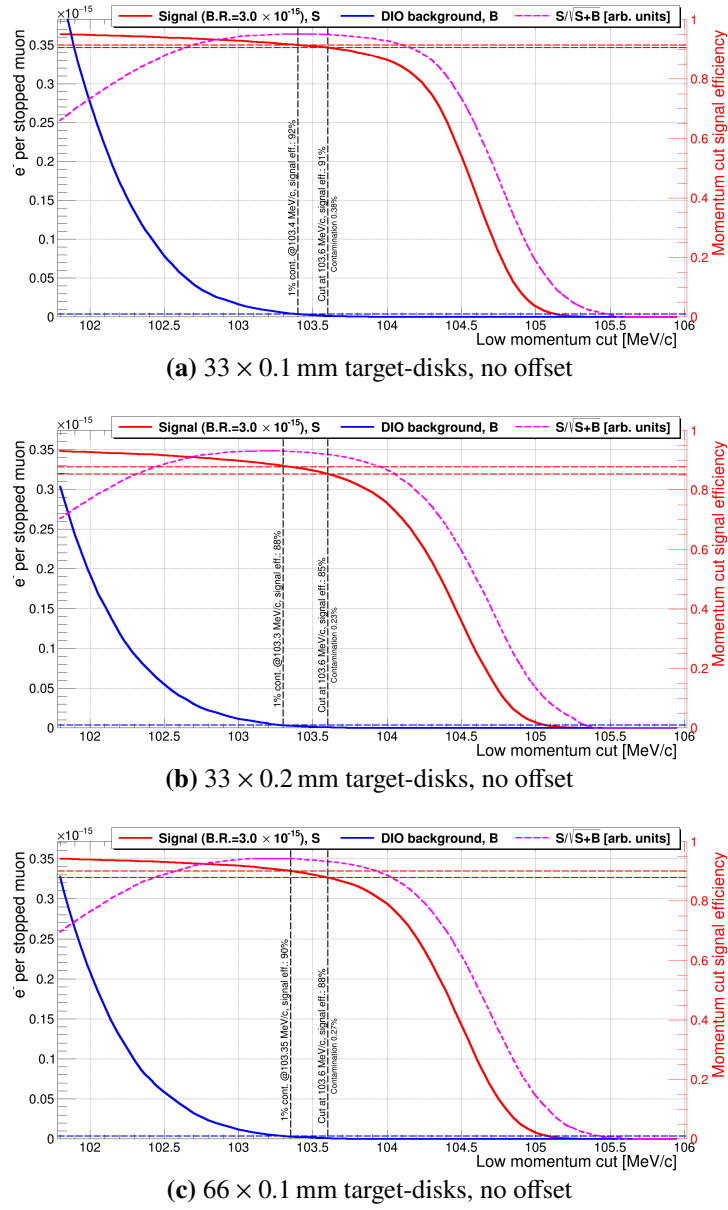 Signal (B.R.=3.0 × 10⁻¹⁵), S DIO background, B S/√S+B [arb. units]
×10⁻¹⁵
e⁻ per stopped muon
0.35
0.3
0.25
0.2
0.15
0.1
0.05
0
1% cont. @103.4 MeV/c, signal eff.: 92%
Cut at 103.6 MeV/c, signal eff.: 91%
Contamination 0.38%
1
0.8
0.6
0.4
0.2
0
Momentum cut signal efficiency
102 102.5 103 103.5 104 104.5 105 105.5 106
Low momentum cut [MeV/c]
(a) 33 × 0.1 mm target-disks, no offset
Signal (B.R.=3.0 × 10⁻¹⁵), S DIO background, B S/√S+B [arb. units]
×10⁻¹⁵
e⁻ per stopped muon
0.35
0.3
0.25
0.2
0.15
0.1
0.05
0
1% cont. @103.3 MeV/c, signal eff.: 88%
Cut at 103.6 MeV/c, signal eff.: 85%
Contamination 0.23%
1
0.8
0.6
0.4
0.2
0
Momentum cut signal efficiency
102 102.5 103 103.5 104 104.5 105 105.5 106
Low momentum cut [MeV/c]
(b) 33 × 0.2 mm target-disks, no offset
Signal (B.R.=3.0 × 10⁻¹⁵), S DIO background, B S/√S+B [arb. units]
×10⁻¹⁵
e⁻ per stopped muon
0.35
0.3
0.25
0.2
0.15
0.1
0.05
0
1% cont. @103.35 MeV/c, signal eff.: 90%
Cut at 103.6 MeV/c, signal eff.: 88%
Contamination 0.27%
1
0.8
0.6
0.4
0.2
0
Momentum cut signal efficiency
102 102.5 103 103.5 104 104.5 105 105.5 106
Low momentum cut [MeV/c]
(c) 66 × 0.1 mm target-disks, no offset